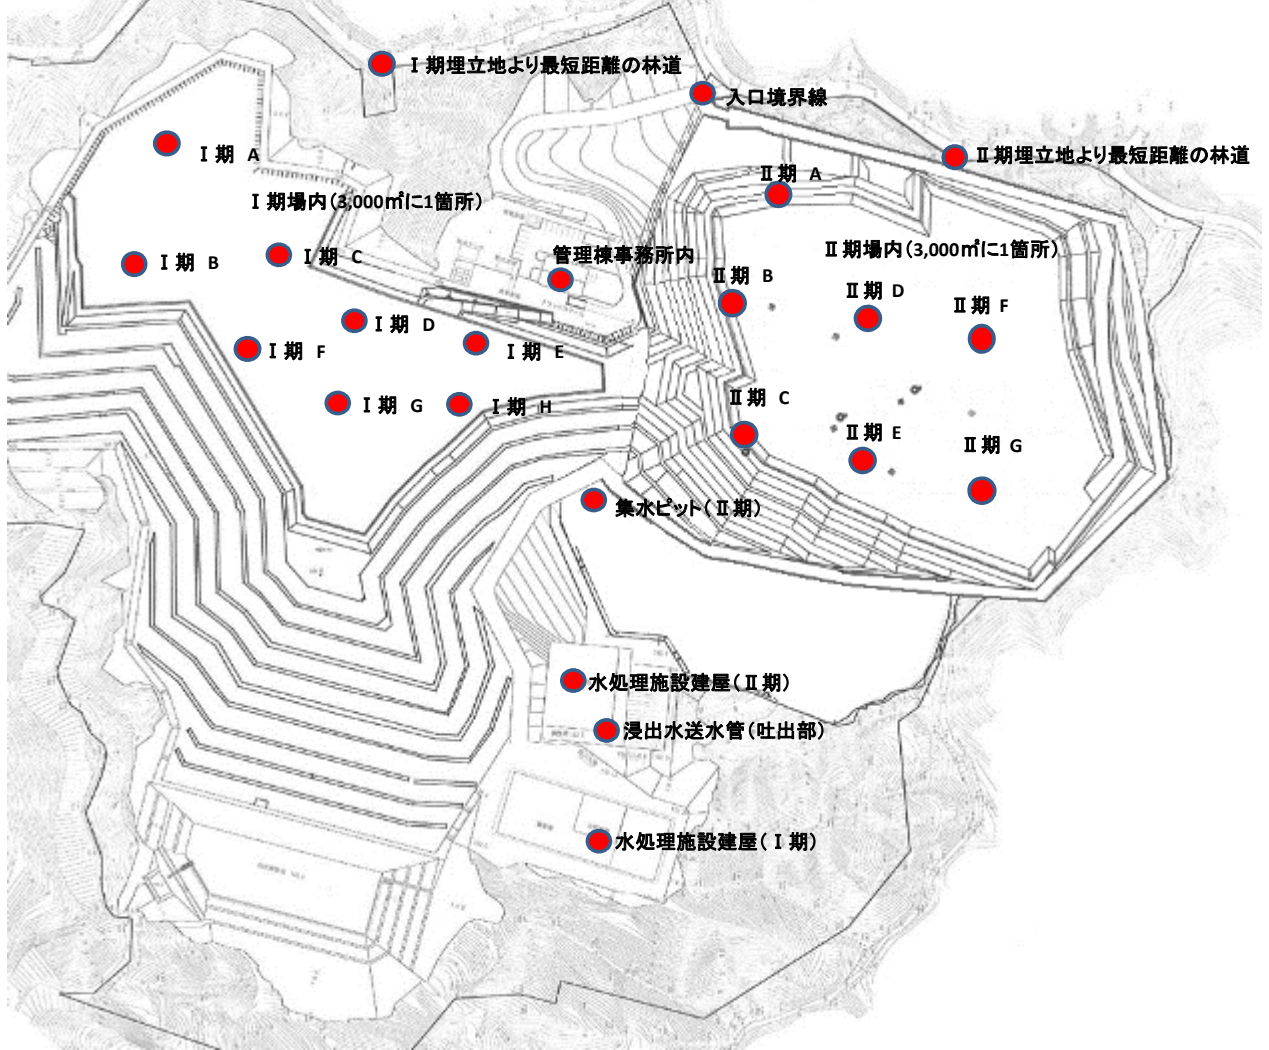 Ⅰ期埋立地より最短距離の林道
入口境界線
Ⅱ期埋立地より最短距離の林道
Ⅰ期 A
Ⅱ期 A
Ⅰ期場内(3,000㎡に1箇所)
Ⅱ期場内(3,000㎡に1箇所)
Ⅰ期 B
Ⅰ期 C
管理棟事務所内
Ⅱ期 B
Ⅱ期 D
Ⅱ期 F
Ⅰ期 D
Ⅰ期 F
Ⅰ期 E
Ⅰ期 G
Ⅰ期 H
Ⅱ期 C
Ⅱ期 E
Ⅱ期 G
集水ピット(Ⅱ期)
水処理施設建屋(Ⅱ期)
浸出水送水管(吐出部)
水処理施設建屋(Ⅰ期)